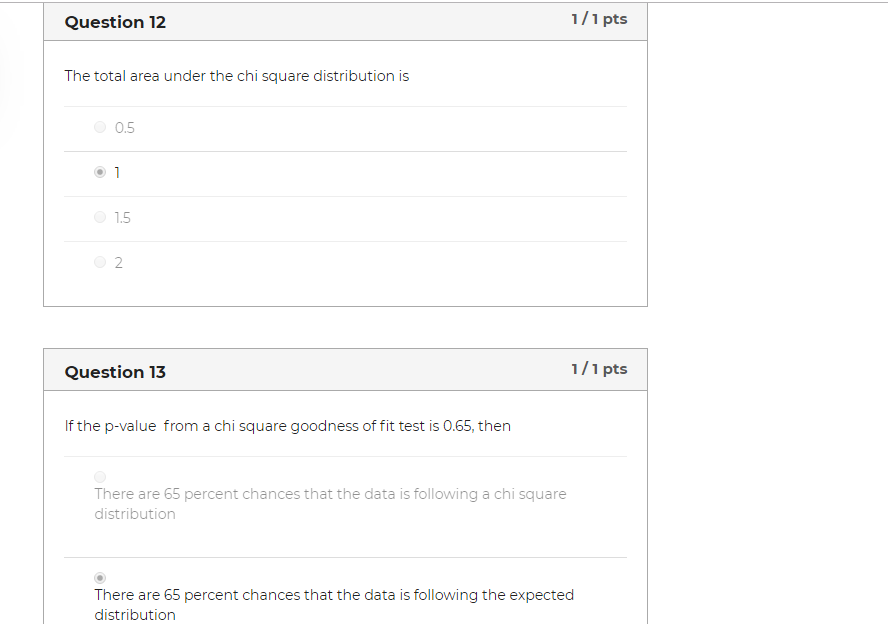 Question 12
1 / 1 pts
The total area under the chi square distribution is
0.5
1
1.5
2
Question 13
1 / 1 pts
If the p-value  from a chi square goodness of fit test is 0.65, then
There are 65 percent chances that the data is following a chi square
distribution
There are 65 percent chances that the data is following the expected
distribution